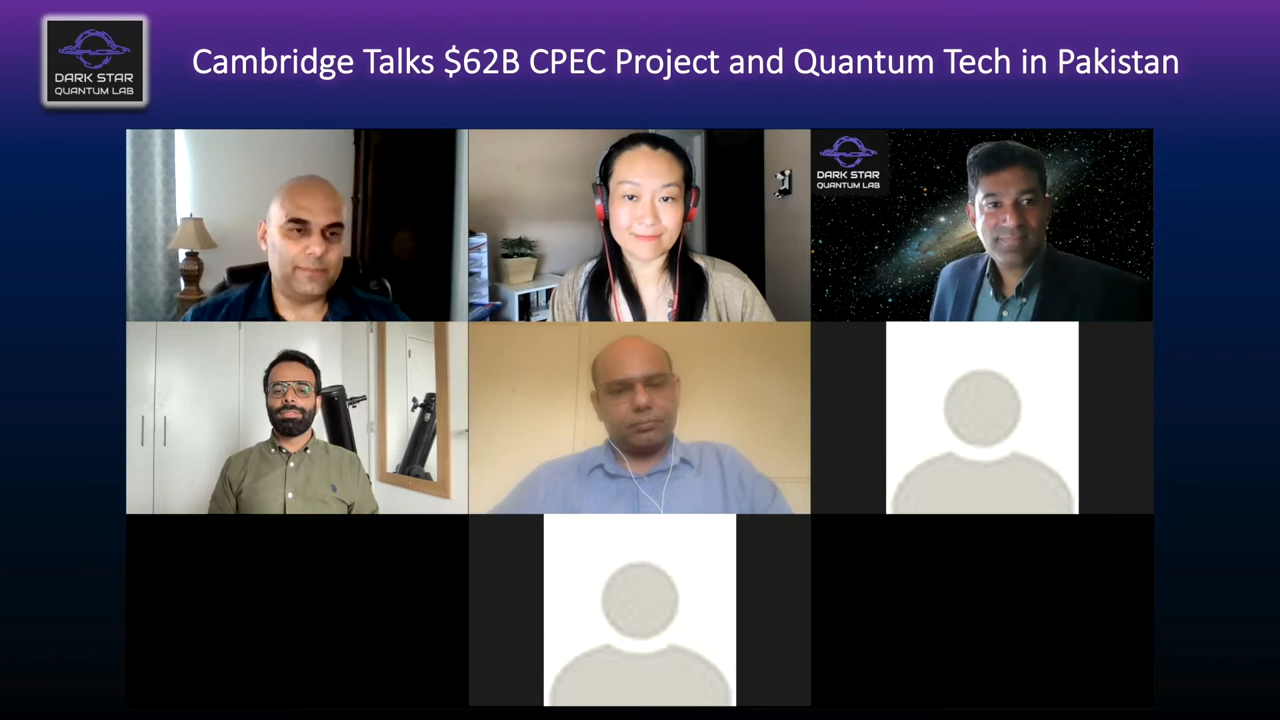 DARK STAR
QUANTUM LAB
Cambridge Talks $62B CPEC Project and Quantum Tech in Pakistan
DARK STAR
QUANTUM LAB